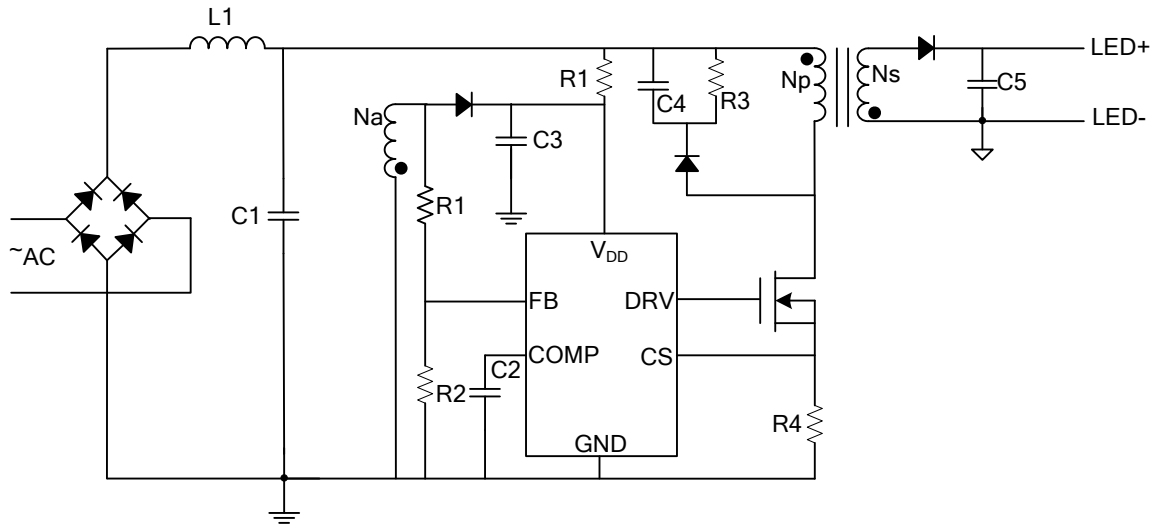 L1
LED+
R1
C4
R3
Np
Ns
C5
Na
C3
LED-
R1
C1
~AC
VDD
FB
DRV
COMP
CS
C2
R2
R4
GND